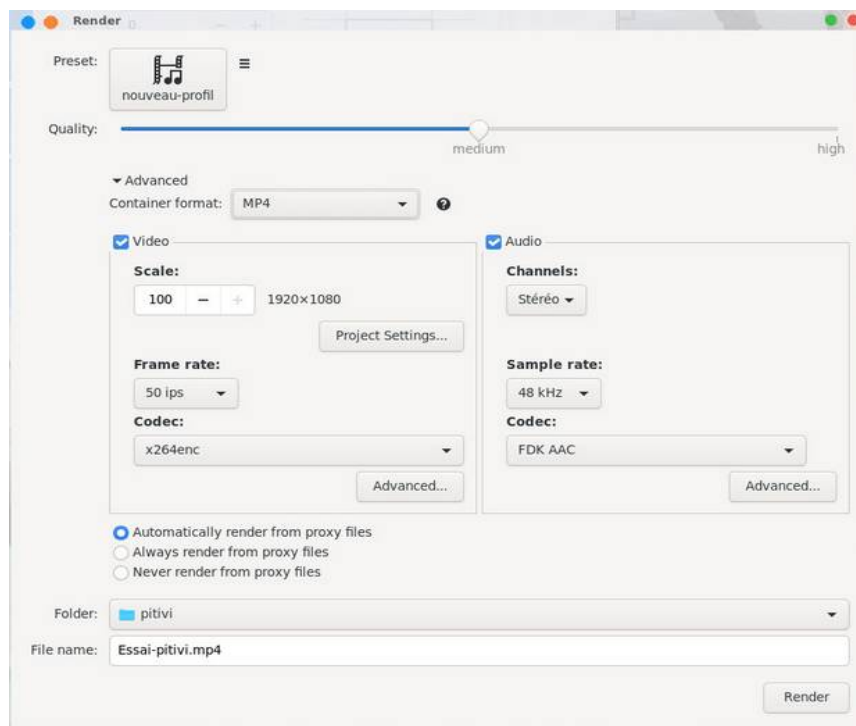 Render
Preset:
nouveau-profil
Quality:
medium
high
Advanced
Container format: MP4
Video
Scale:
100 1920×1080
Project Settings...
Frame rate:
50 ips
Codec:
x264enc
Advanced...
Audio
Channels:
Stéréo
Sample rate:
48 kHz
Codec:
FDK AAC
Advanced...
Automatically render from proxy files
Always render from proxy files
Never render from proxy files
Folder: pitivi
File name: Essai-pitivi.mp4
Render